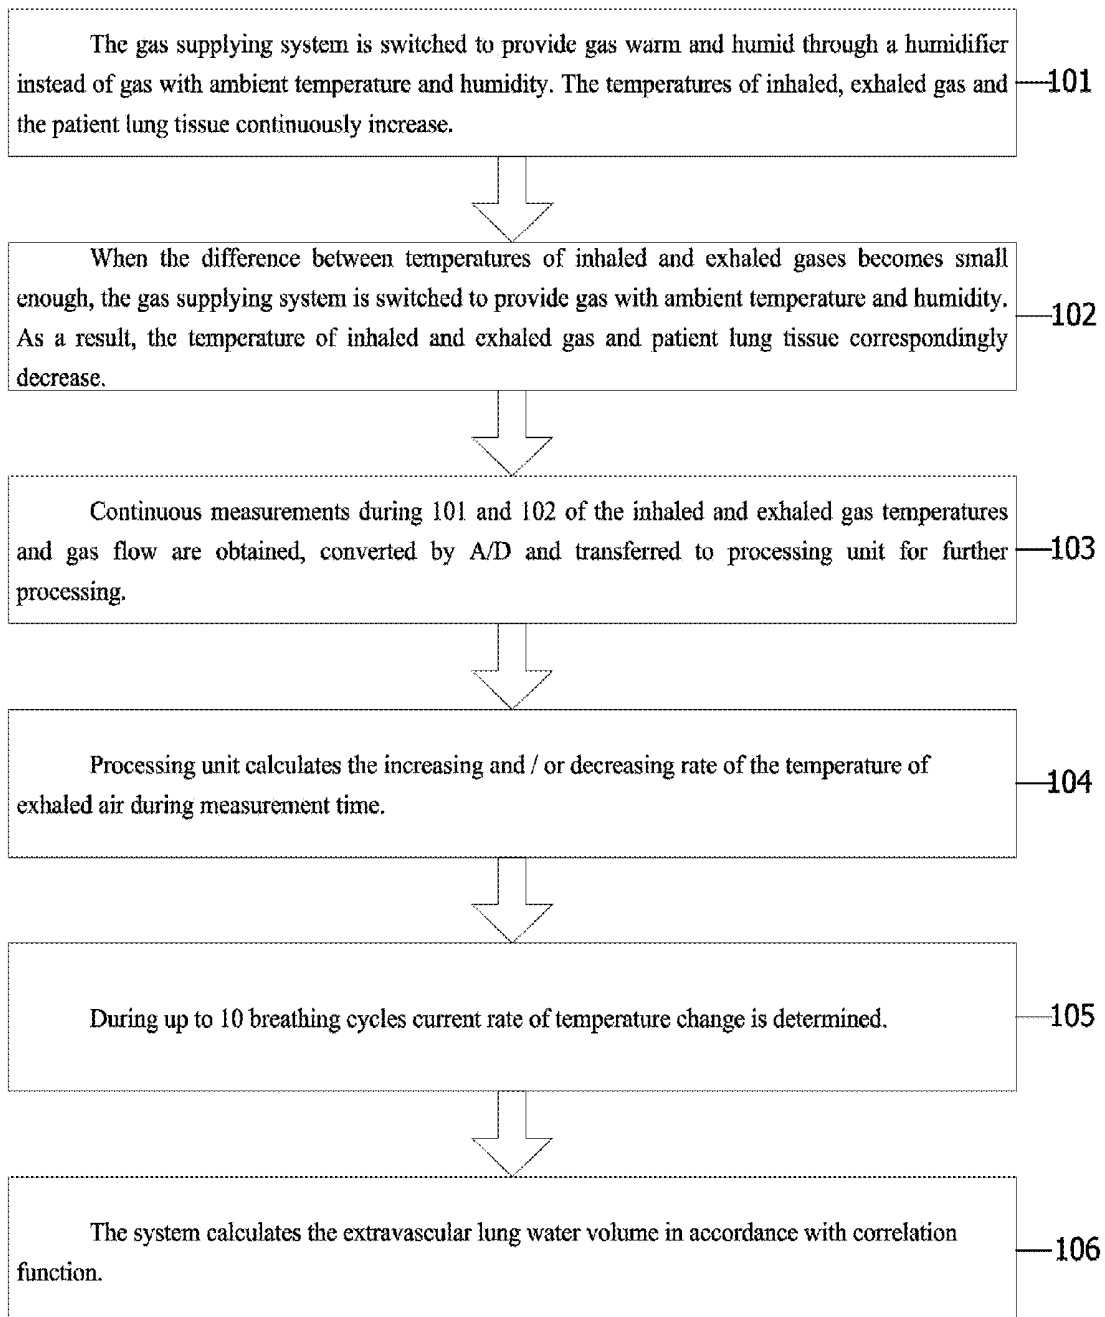 The gas supplying system is switched to provide gas warm and humid through a humidifier
instead of gas with ambient temperature and humidity. The temperatures of inhaled, exhaled gas and
the patient lung tissue continuously increase.
101
When the difference between temperatures of inhaled and exhaled gases becomes small
enough, the gas supplying system is switched to provide gas with ambient temperature and humidity.
As a result, the temperature of inhaled and exhaled gas and patient lung tissue correspondingly
decrease.
102
Continuous measurements during 101 and 102 of the inhaled and exhaled gas temperatures
and gas flow are obtained, converted by A/D and transferred to processing unit for further
processing.
103
Processing unit calculates the increasing and / or decreasing rate of the temperature of
exhaled air during measurement time.
104
During up to 10 breathing cycles current rate of temperature change is determined.
105
The system calculates the extravascular lung water volume in accordance with correlation
function.
106